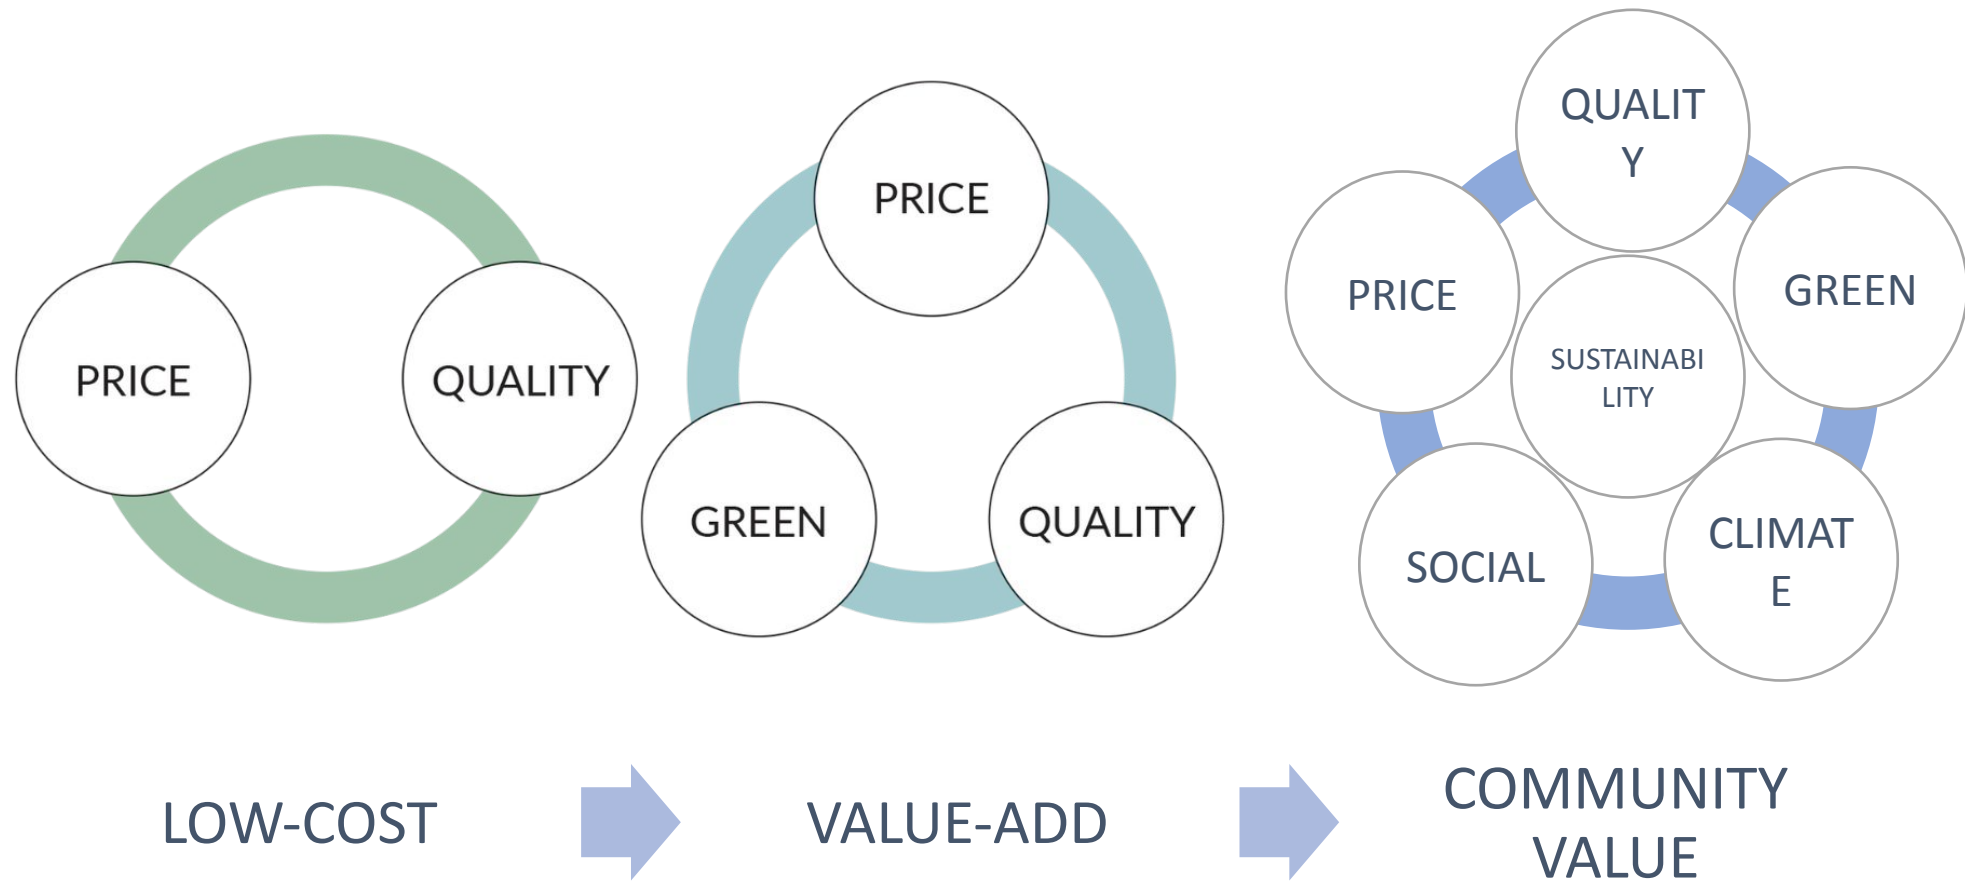 PRICE
QUALITY
PRICE
GREEN
QUALITY
QUALIT
Y
PRICE
GREEN
SUSTAINABI
LITY
SOCIAL
CLIMAT
E
LOW-COST
VALUE-ADD
COMMUNITY
VALUE